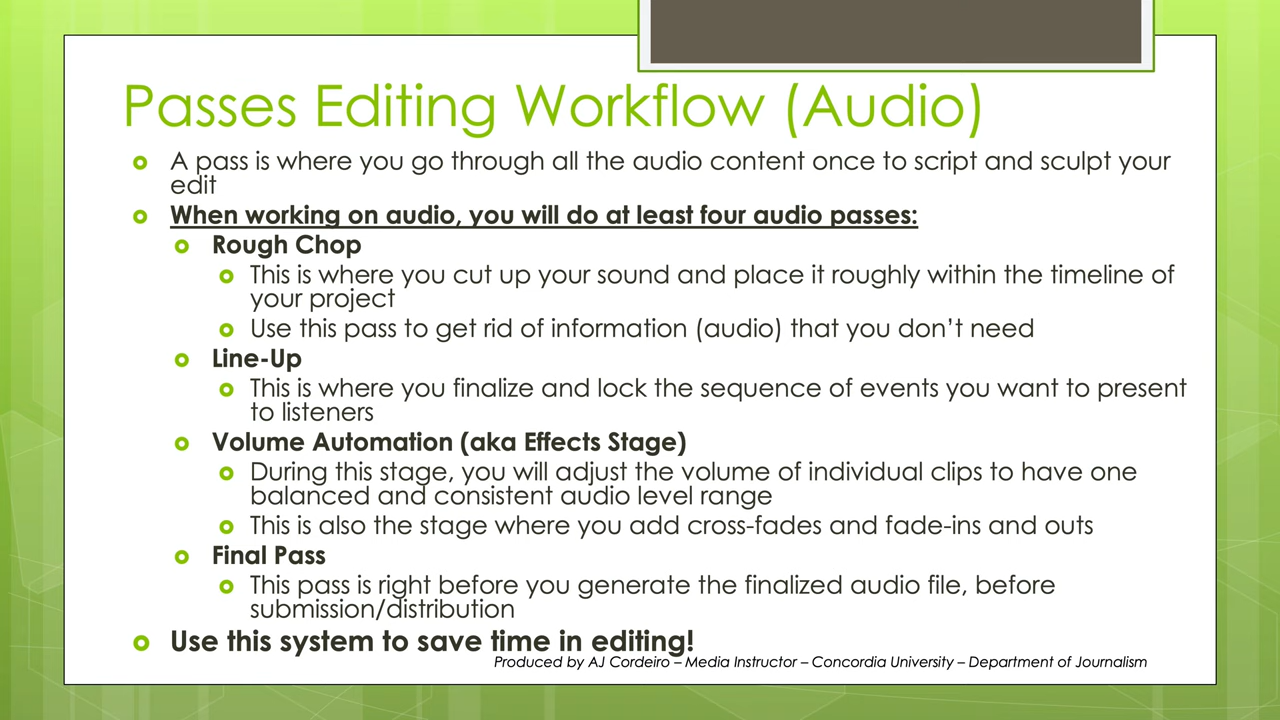 Passes Editing Workflow (Audio)
A pass is where you go through all the audio content once to script and sculpt your
edit
When working on audio, you will do at least four audio passes:
Rough Chop
This is where you cut up your sound and place it roughly within the timeline of
your project
Use this pass to get rid of information (audio) that you don’t need
Line-Up
This is where you finalize and lock the sequence of events you want to present
to listeners
Volume Automation (aka Effects Stage)
During this stage, you will adjust the volume of individual clips to have one
balanced and consistent audio level range
This is also the stage where you add cross-fades and fade-ins and outs
Final Pass
This pass is right before you generate the finalized audio file, before
submission/distribution
Use this system to save time in editing!
Produced by AJ Cordeiro – Media Instructor – Concordia University – Department of Journalism